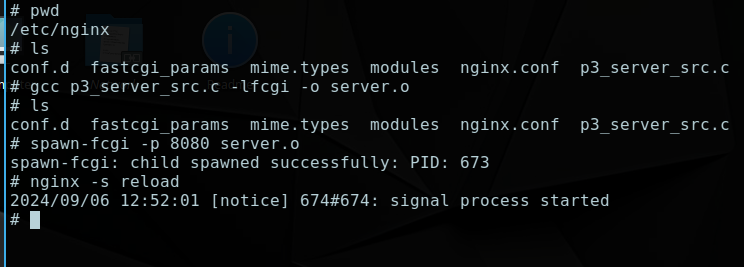 # pwd
/etc/nginx
# ls
conf.d  fastcgi_params  mime.types  modules  nginx.conf  p3_server_src.c
# gcc p3_server_src.c -lfcgi -o server.o
# ls
conf.d  fastcgi_params  mime.types  modules  nginx.conf  p3_server_src.c
# spawn-fcgi -p 8080 server.o
spawn-fcgi: child spawned successfully: PID: 673
# nginx -s reload
2024/09/06 12:52:01 [notice] 674#674: signal process started
#